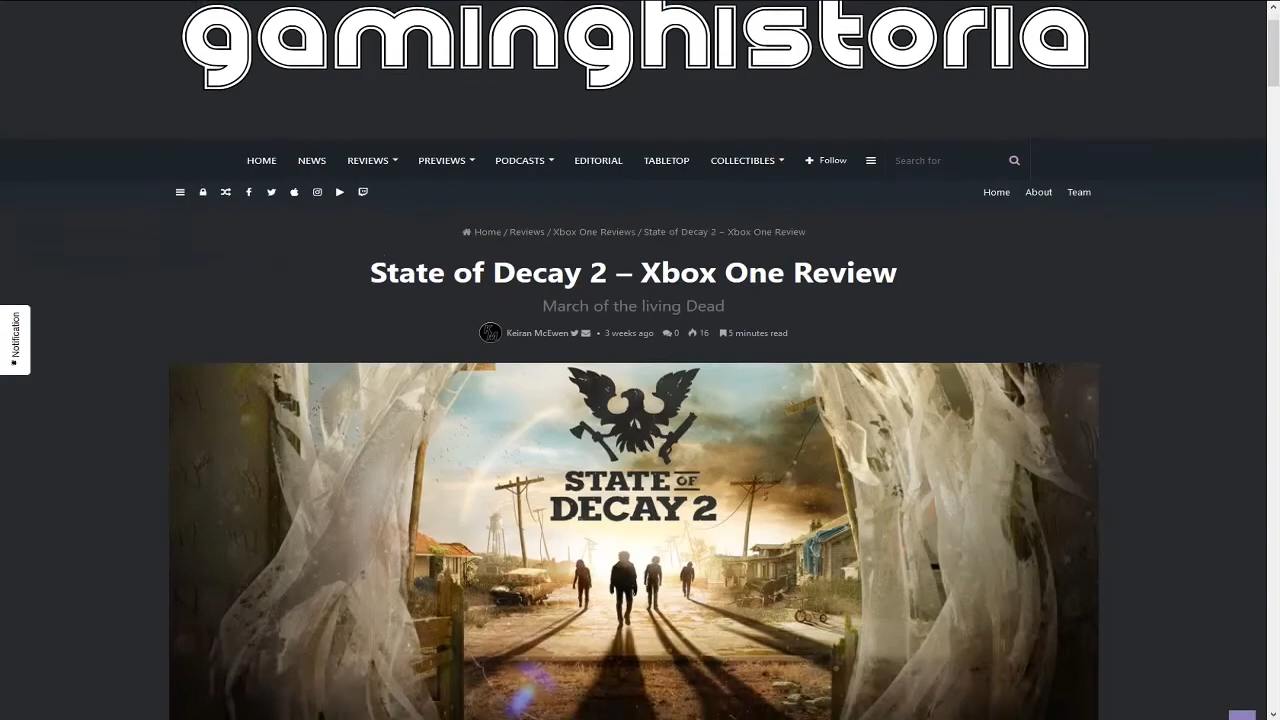 gaminghistoria
HOME NEWS REVIEWS PREVIEWS PODCASTS EDITORIAL TABLETOP COLLECTIBLES Follow Search for
Home About Team
Home / Reviews / Xbox One Reviews / State of Decay 2 – Xbox One Review
State of Decay 2 – Xbox One Review
March of the living Dead
Keiran McEwen • 3 weeks ago 0 16 5 minutes read
Notification
STATE OF
DECAY 2